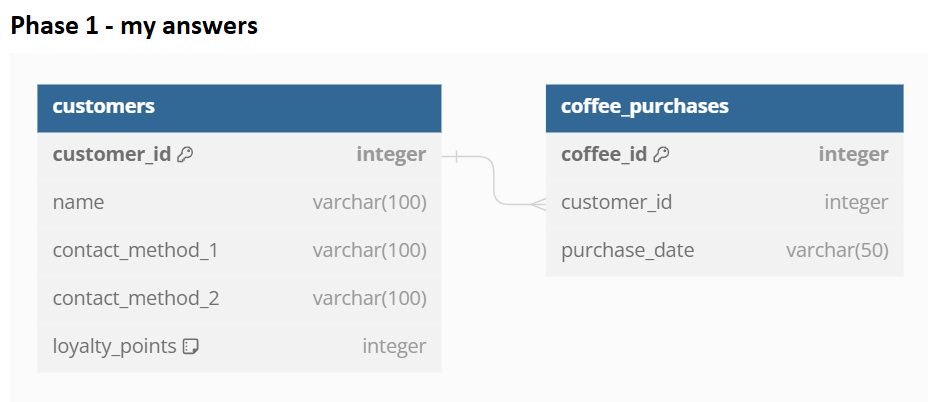 Phase 1 - my answers
customers
customer_id integer
name varchar(100)
contact_method_1 varchar(100)
contact_method_2 varchar(100)
loyalty_points integer
coffee_purchases
coffee_id integer
customer_id integer
purchase_date varchar(50)